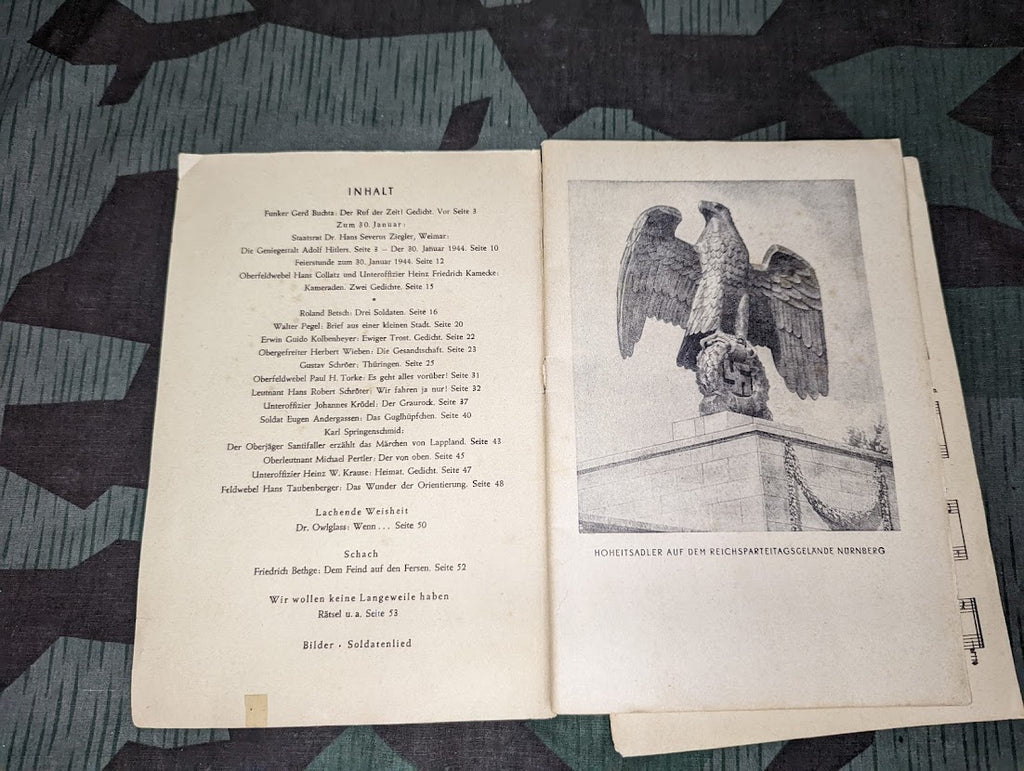 INHALT
Funker Gerd Buchta: Der Ruf der Zeit! Gedicht. Vor Seite 3
Zum 30. Januar:
Staatsrat Dr. Hans Severus Ziegler, Weimar:
Die Geniegestalt Adolf Hitlers. Seite 3 – Der 30. Januar 1944. Seite 10
Feierstunde zum 30. Januar 1944. Seite 12
Oberfeldwebel Hans Collatz und Unteroffizier Heinz Friedrich Kamecke:
Kameraden. Zwei Gedichte. Seite 15
*
Roland Betsch: Drei Soldaten. Seite 16
Walter Pegel: Brief aus einer kleinen Stadt. Seite 20
Erwin Guido Kolbenheyer: Ewiger Trost. Gedicht. Seite 22
Obergefreiter Herbert Wieben: Die Gesandtschaft. Seite 23
Gustav Schröer: Thüringen. Seite 25
Oberfeldwebel Paul H. Turke: Es geht alles vorüber! Seite 31
Leutnant Hans Robert Schröter: Wir fahren ja nur! Seite 32
Unteroffizier Johannes Krödel: Der Graurock. Seite 37
Soldat Eugen Andergassen: Das Guglhüpfchen. Seite 40
Karl Springenschmid:
Der Oberjäger Santifaller erzählt das Märchen von Lappland. Seite 43
Oberleutnant Michael Pertler: Der von oben. Seite 45
Unteroffizier Heinz W. Krause: Heimat. Gedicht. Seite 47
Feldwebel Hans Taubenberger: Das Wunder der Orientierung. Seite 48
Lachende Weisheit
Dr. Owlglass: Wenn . . . Seite 50
Schach
Friedrich Bethge: Dem Feind auf den Fersen. Seite 52
Wir wollen keine Langeweile haben
Rätsel u. a. Seite 53
Bilder · Soldatenlied
HOHEITSADLER AUF DEM REICHSPARTEITAGSGELÄNDE NÜRNBERG